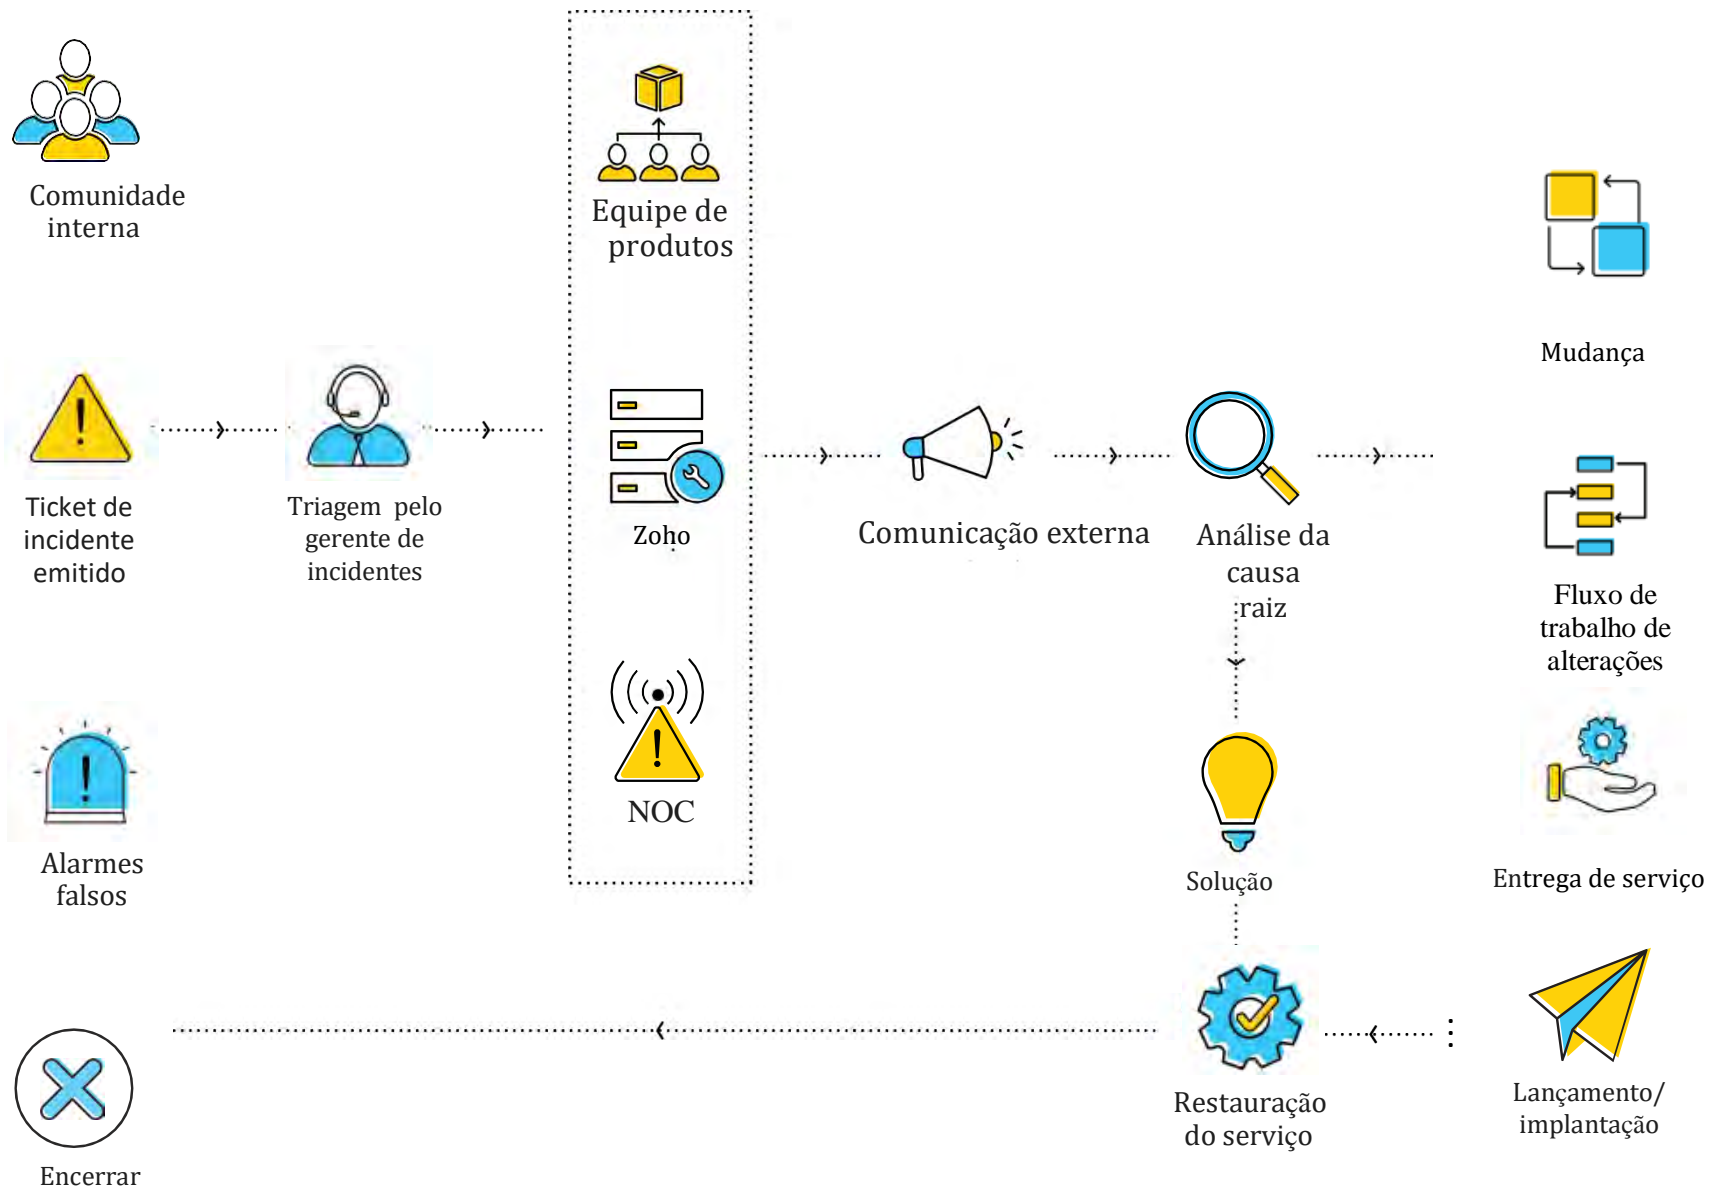 Comunidade
interna
Equipe de
produtos
Mudança
Ticket de
incidente
emitido
Triagem pelo
gerente de
incidentes
Zoho
Comunicação externa
Análise da
causa
raiz
Fluxo de
trabalho de
alterações
Alarmes
falsos
NOC
Solução
Entrega de serviço
Restauração
do serviço
Lançamento/
implantação
Encerrar